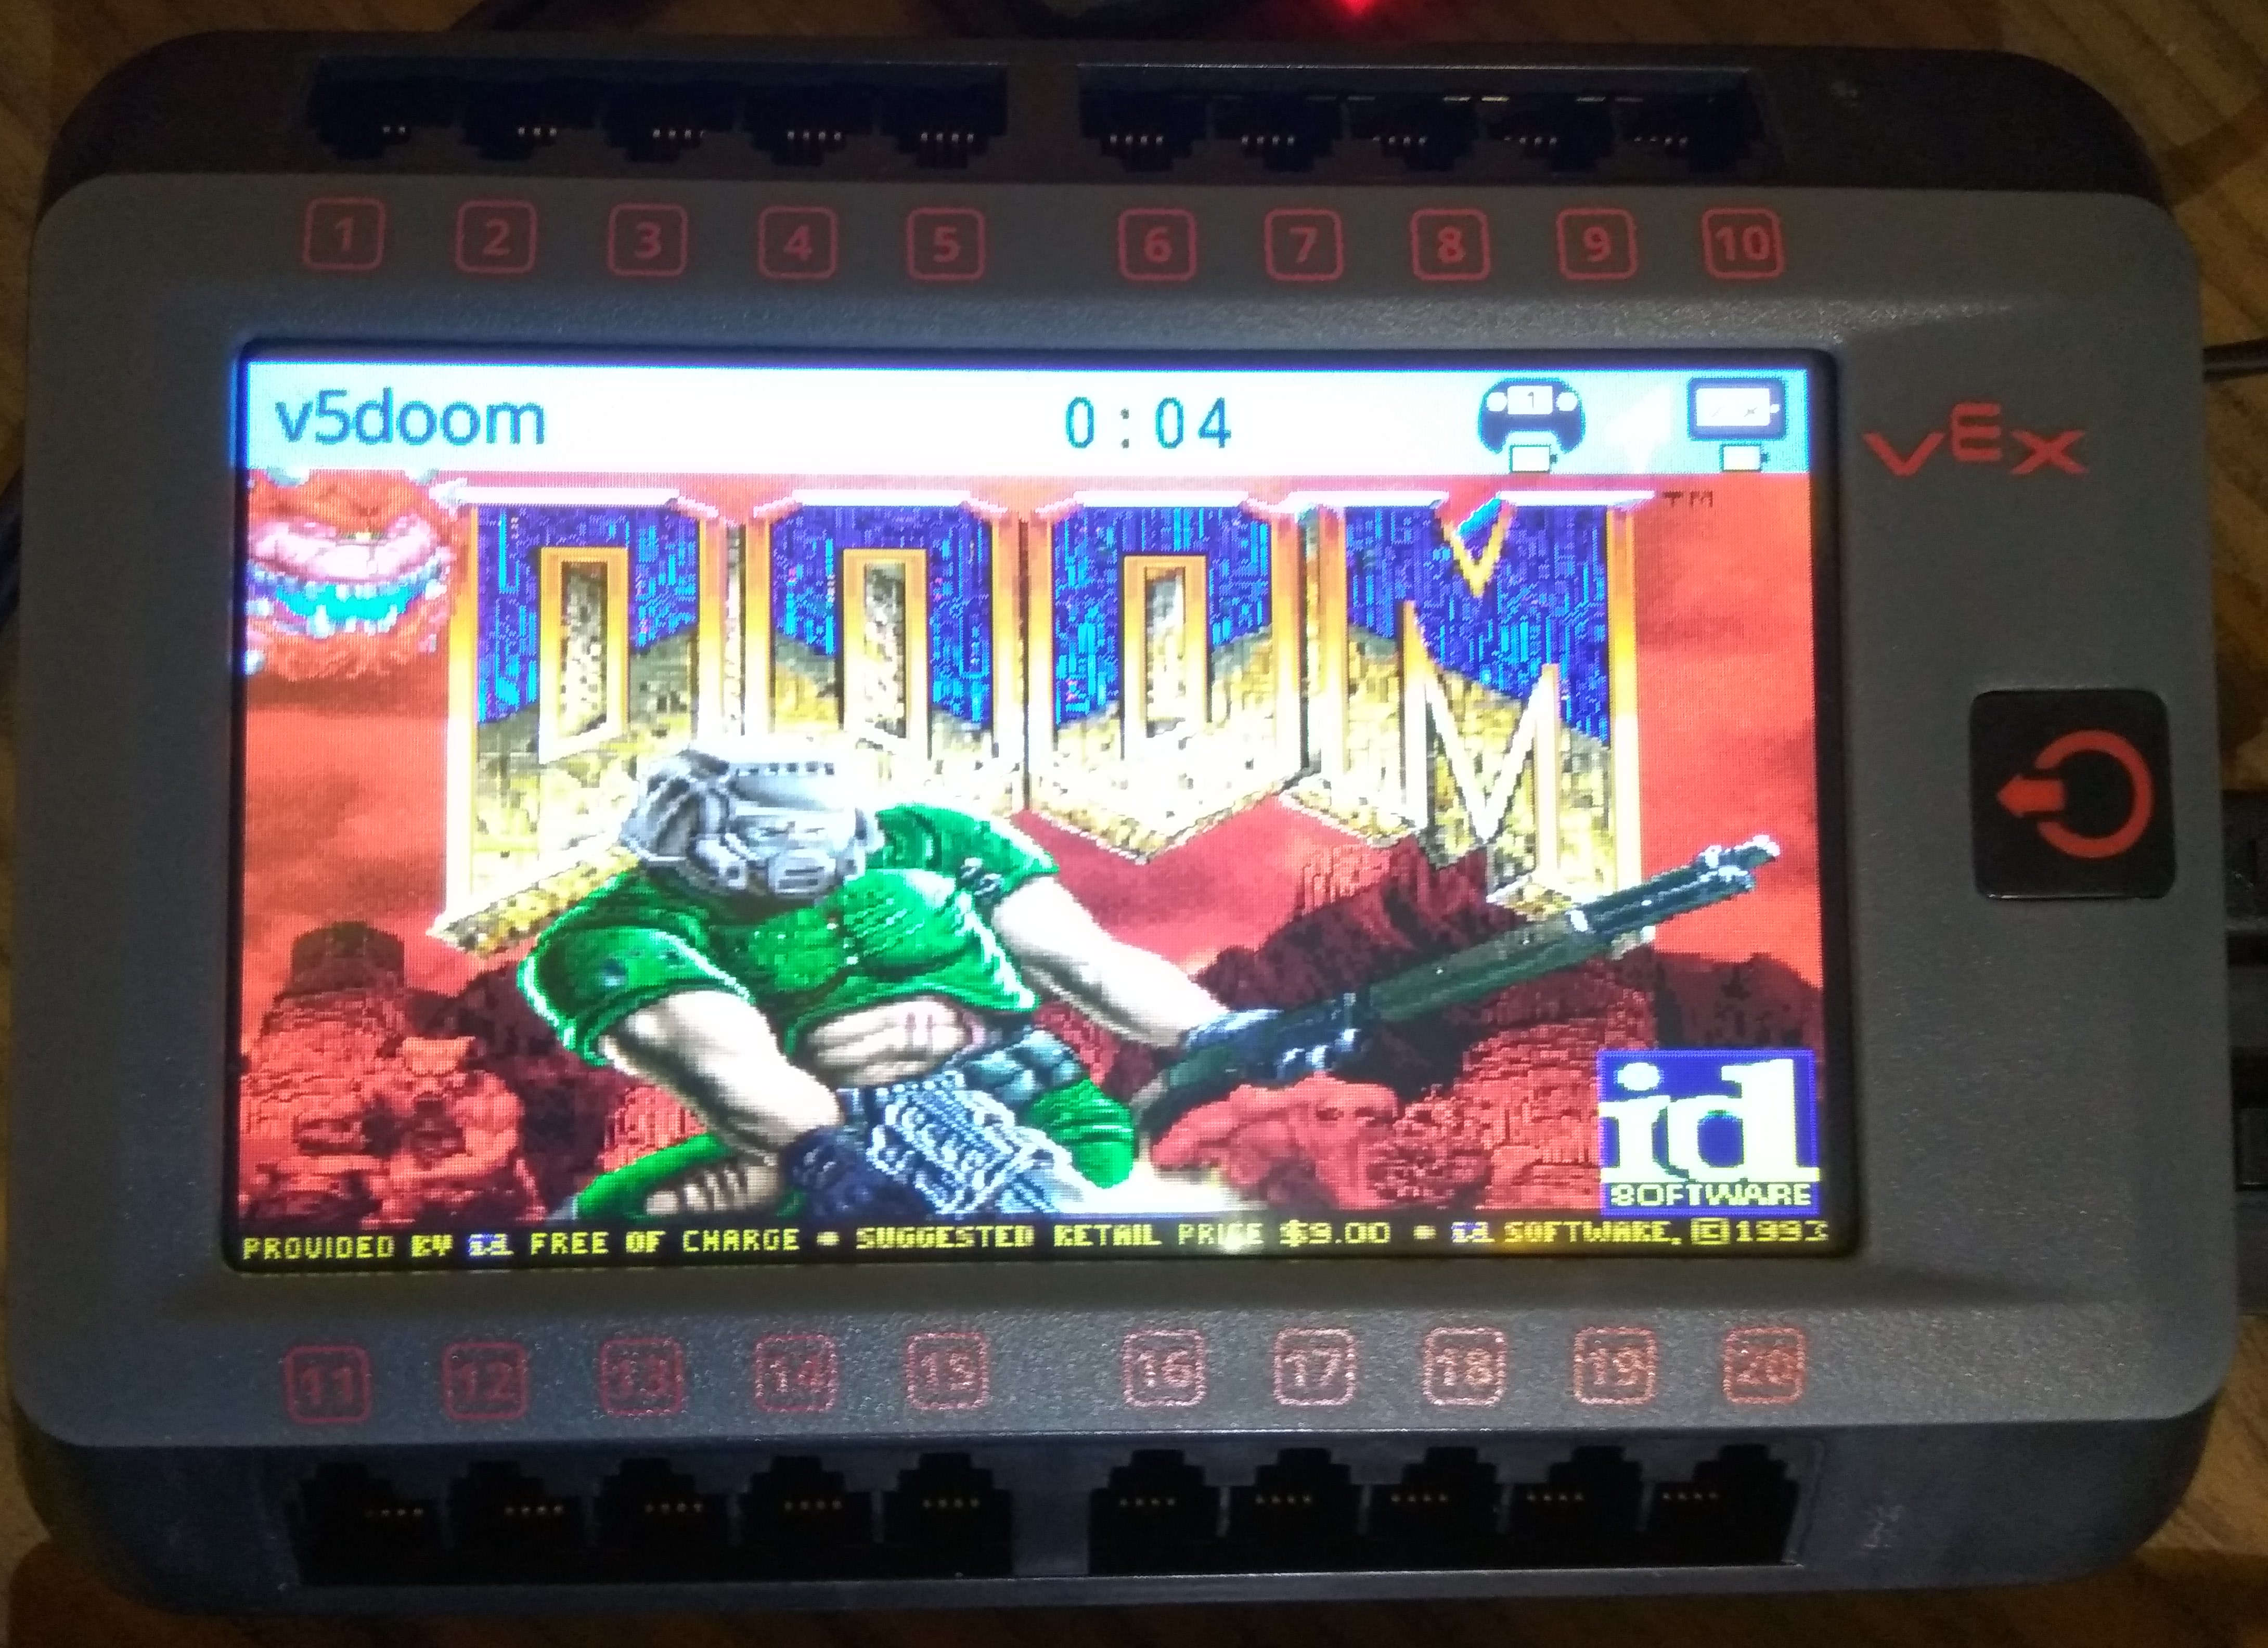 1 2 3 4 5 6 7 8 9 10
v5doom 0:04
VEX
DOOM TM
id
SOFTWARE
PROVIDED BY id FREE OF CHARGE • SUGGESTED RETAIL PRICE $9.00 • id SOFTWARE, ©1993
11 12 13 14 15 16 17 18 19 20